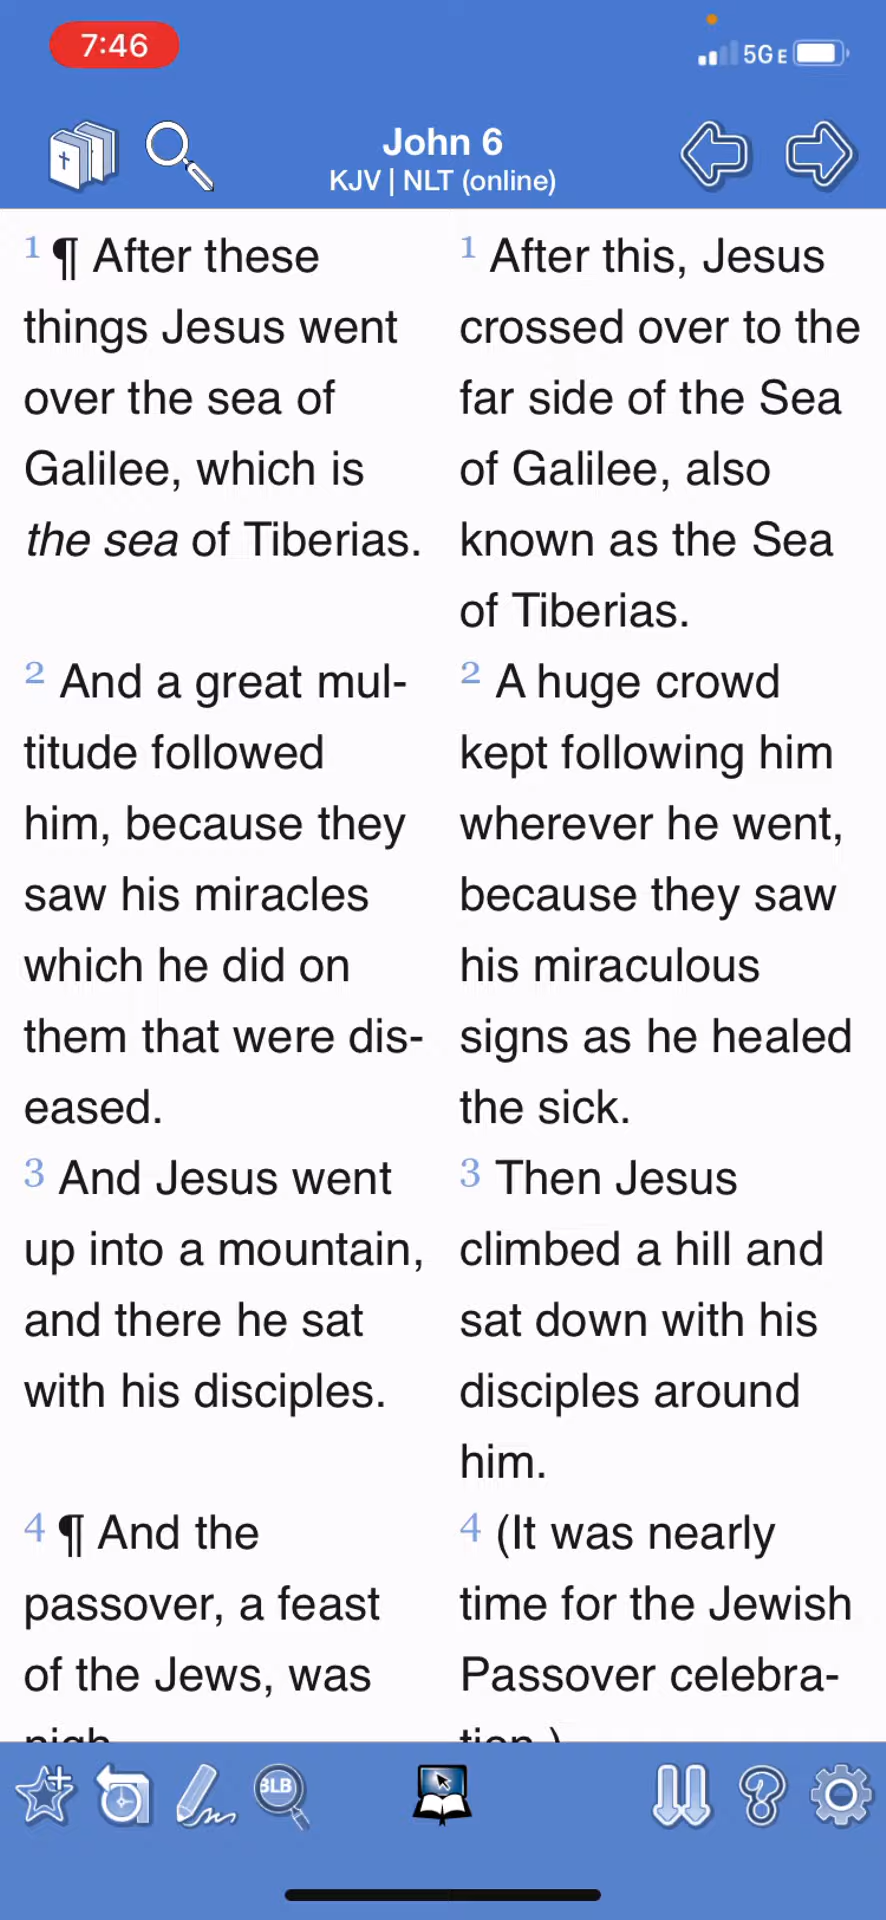 7:46
5GE
John 6
KJV | NLT (online)
1 ¶ After these
things Jesus went
over the sea of
Galilee, which is
the sea of Tiberias.
2 And a great mul-
titude followed
him, because they
saw his miracles
which he did on
them that were dis-
eased.
3 And Jesus went
up into a mountain,
and there he sat
with his disciples.
4 ¶ And the
passover, a feast
of the Jews, was
nigh.
1 After this, Jesus
crossed over to the
far side of the Sea
of Galilee, also
known as the Sea
of Tiberias.
2 A huge crowd
kept following him
wherever he went,
because they saw
his miraculous
signs as he healed
the sick.
3 Then Jesus
climbed a hill and
sat down with his
disciples around
him.
4 (It was nearly
time for the Jewish
Passover celebra-
tion.)
BLB